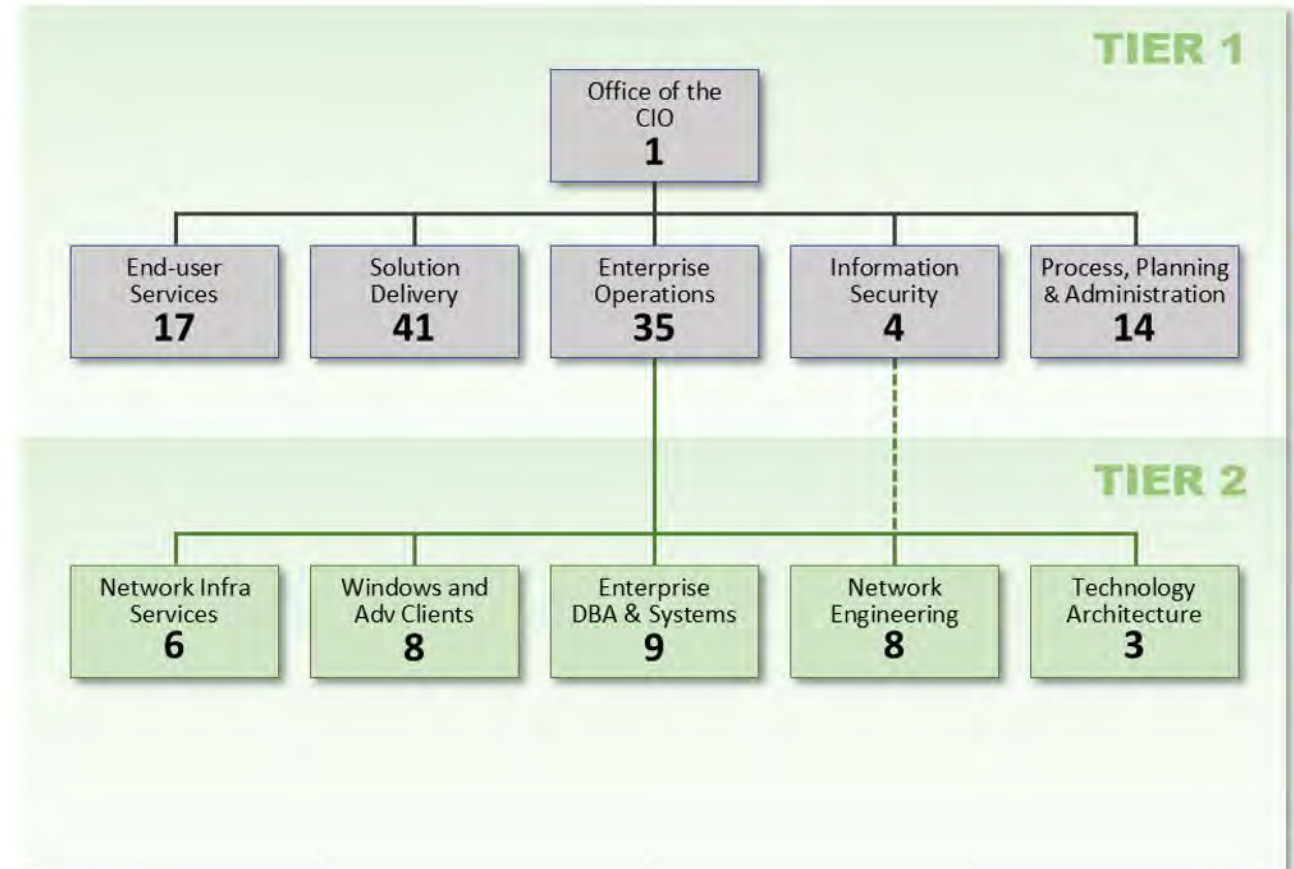 TIER 1
Office of the
CIO
1
End-user
Services
17
Solution
Delivery
41
Enterprise
Operations
35
Information
Security
4
Process, Planning
& Administration
14
TIER 2
Network Infra
Services
6
Windows and
Adv Clients
8
Enterprise
DBA & Systems
9
Network
Engineering
8
Technology
Architecture
3